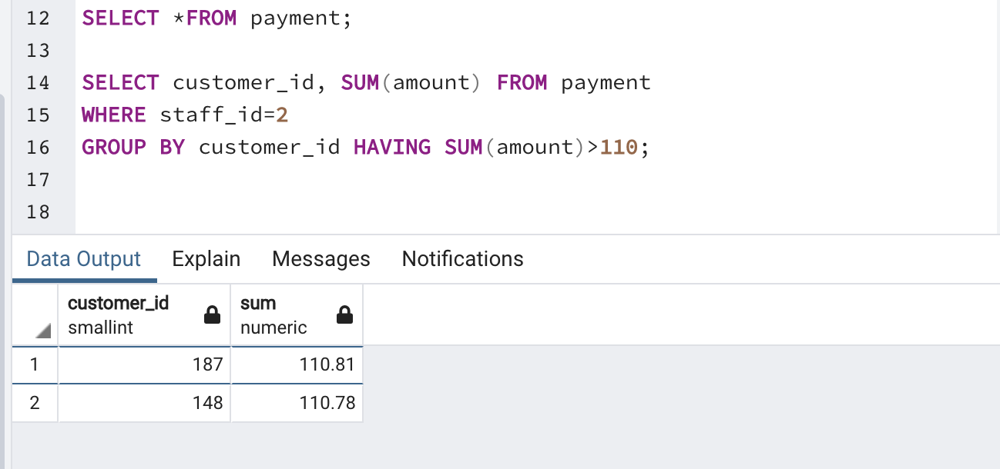 12 SELECT *FROM payment;
13
14 SELECT customer_id, SUM(amount) FROM payment
15 WHERE staff_id=2
16 GROUP BY customer_id HAVING SUM(amount)>110;
17
18
Data Output Explain Messages Notifications
customer_id sum
smallint numeric
1 187 110.81
2 148 110.78